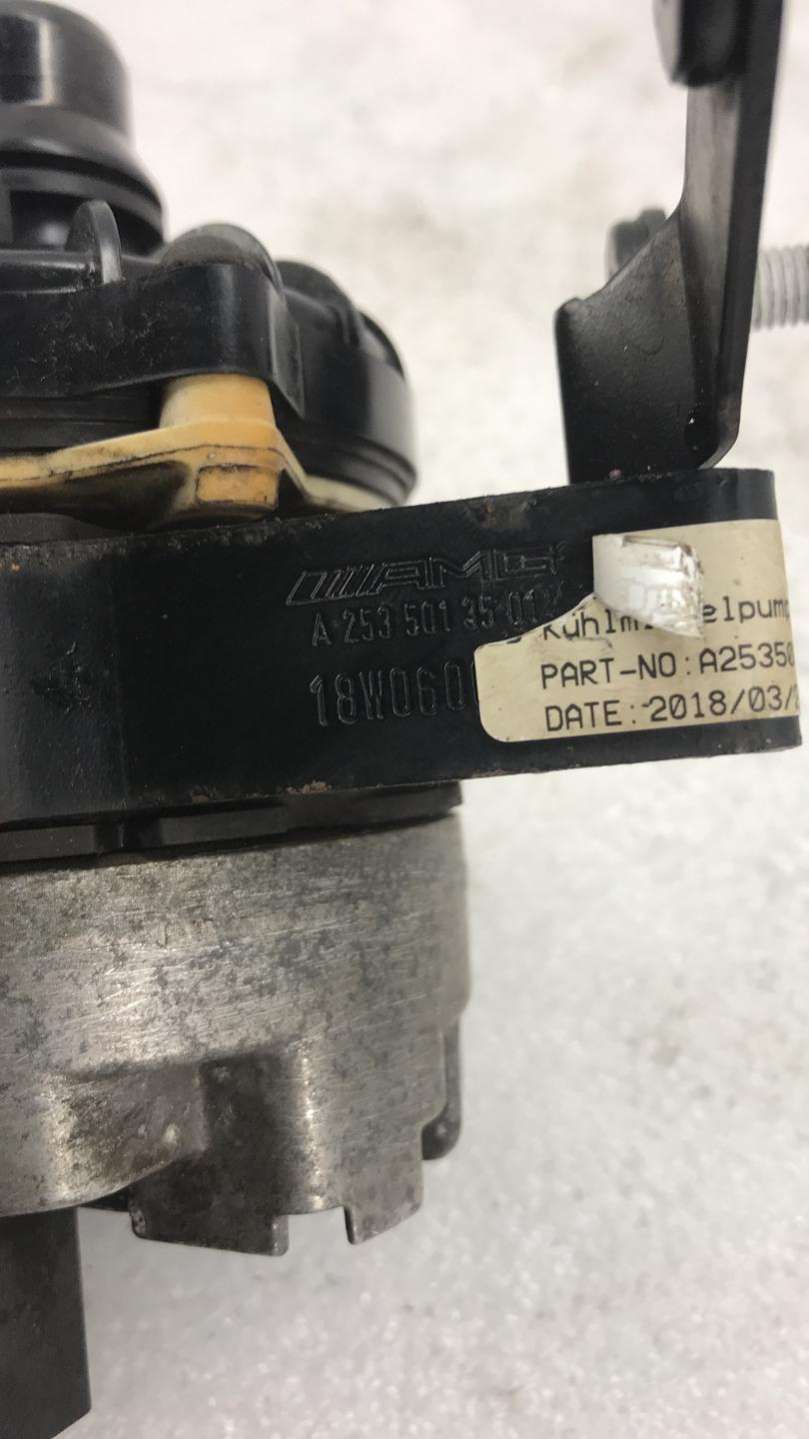 AMG
A 253 501 35 01
18W060
PART-NO:A25350
DATE: 2018/03/